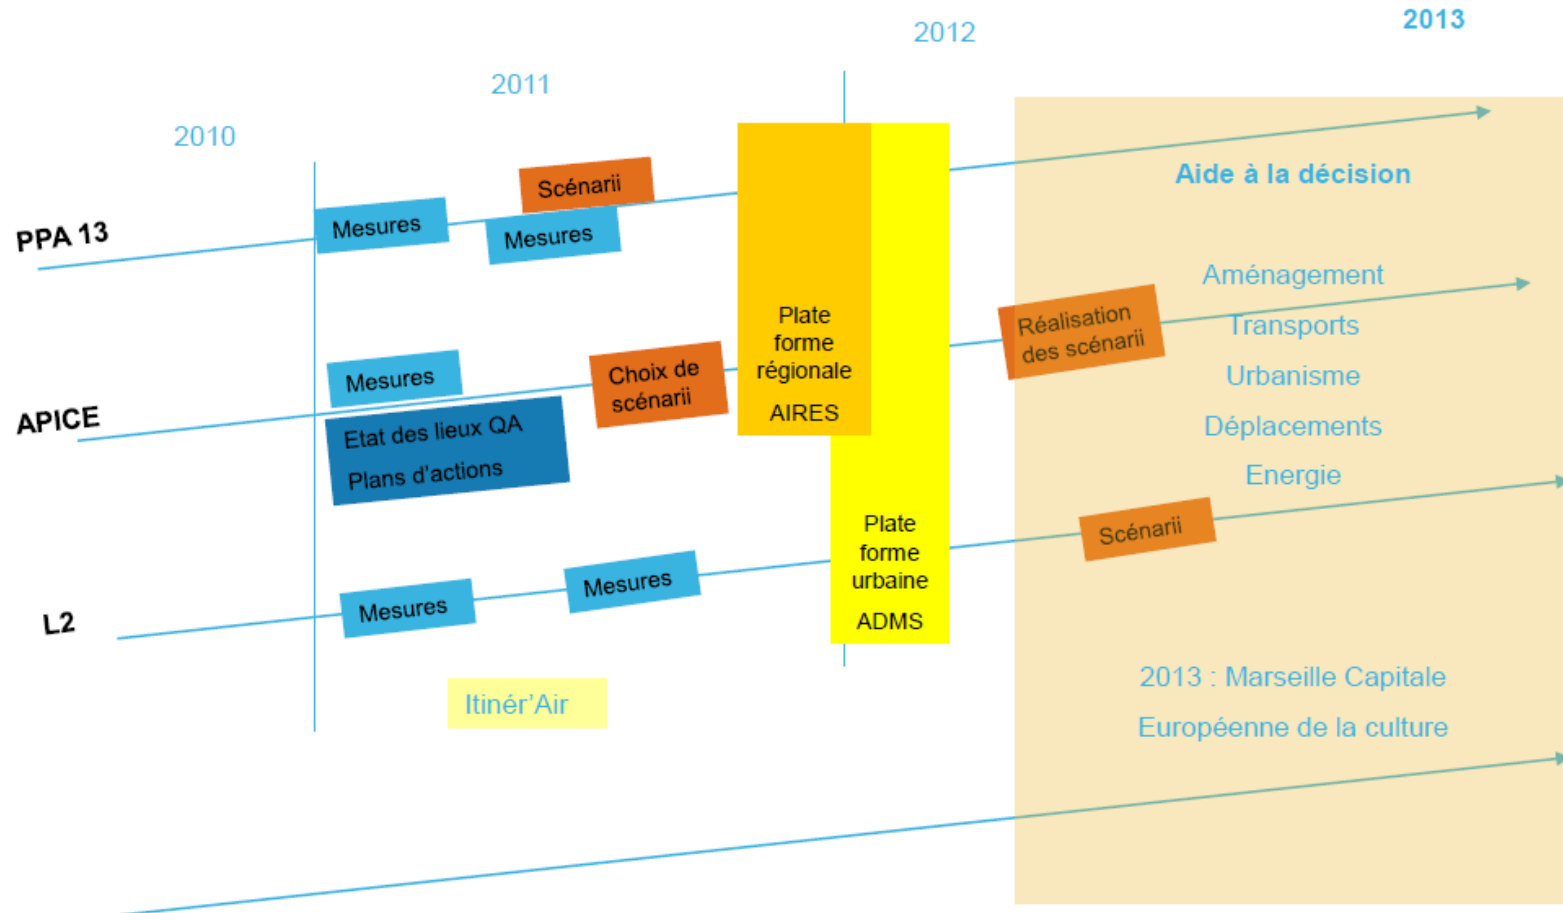 2010
2011
2012
2013
PPA 13
Mesures
Scénarii
Mesures
APICE
Mesures
Etat des lieux QA
Plans d'actions
Choix de
scénarii
Plate
forme
régionale
AIRES
Réalisation
des scénarii
L2
Mesures
Mesures
Plate
forme
urbaine
ADMS
Scénarii
Itinér'Air
Aide à la décision
Aménagement
Transports
Urbanisme
Déplacements
Energie
2013 : Marseille Capitale
Européenne de la culture